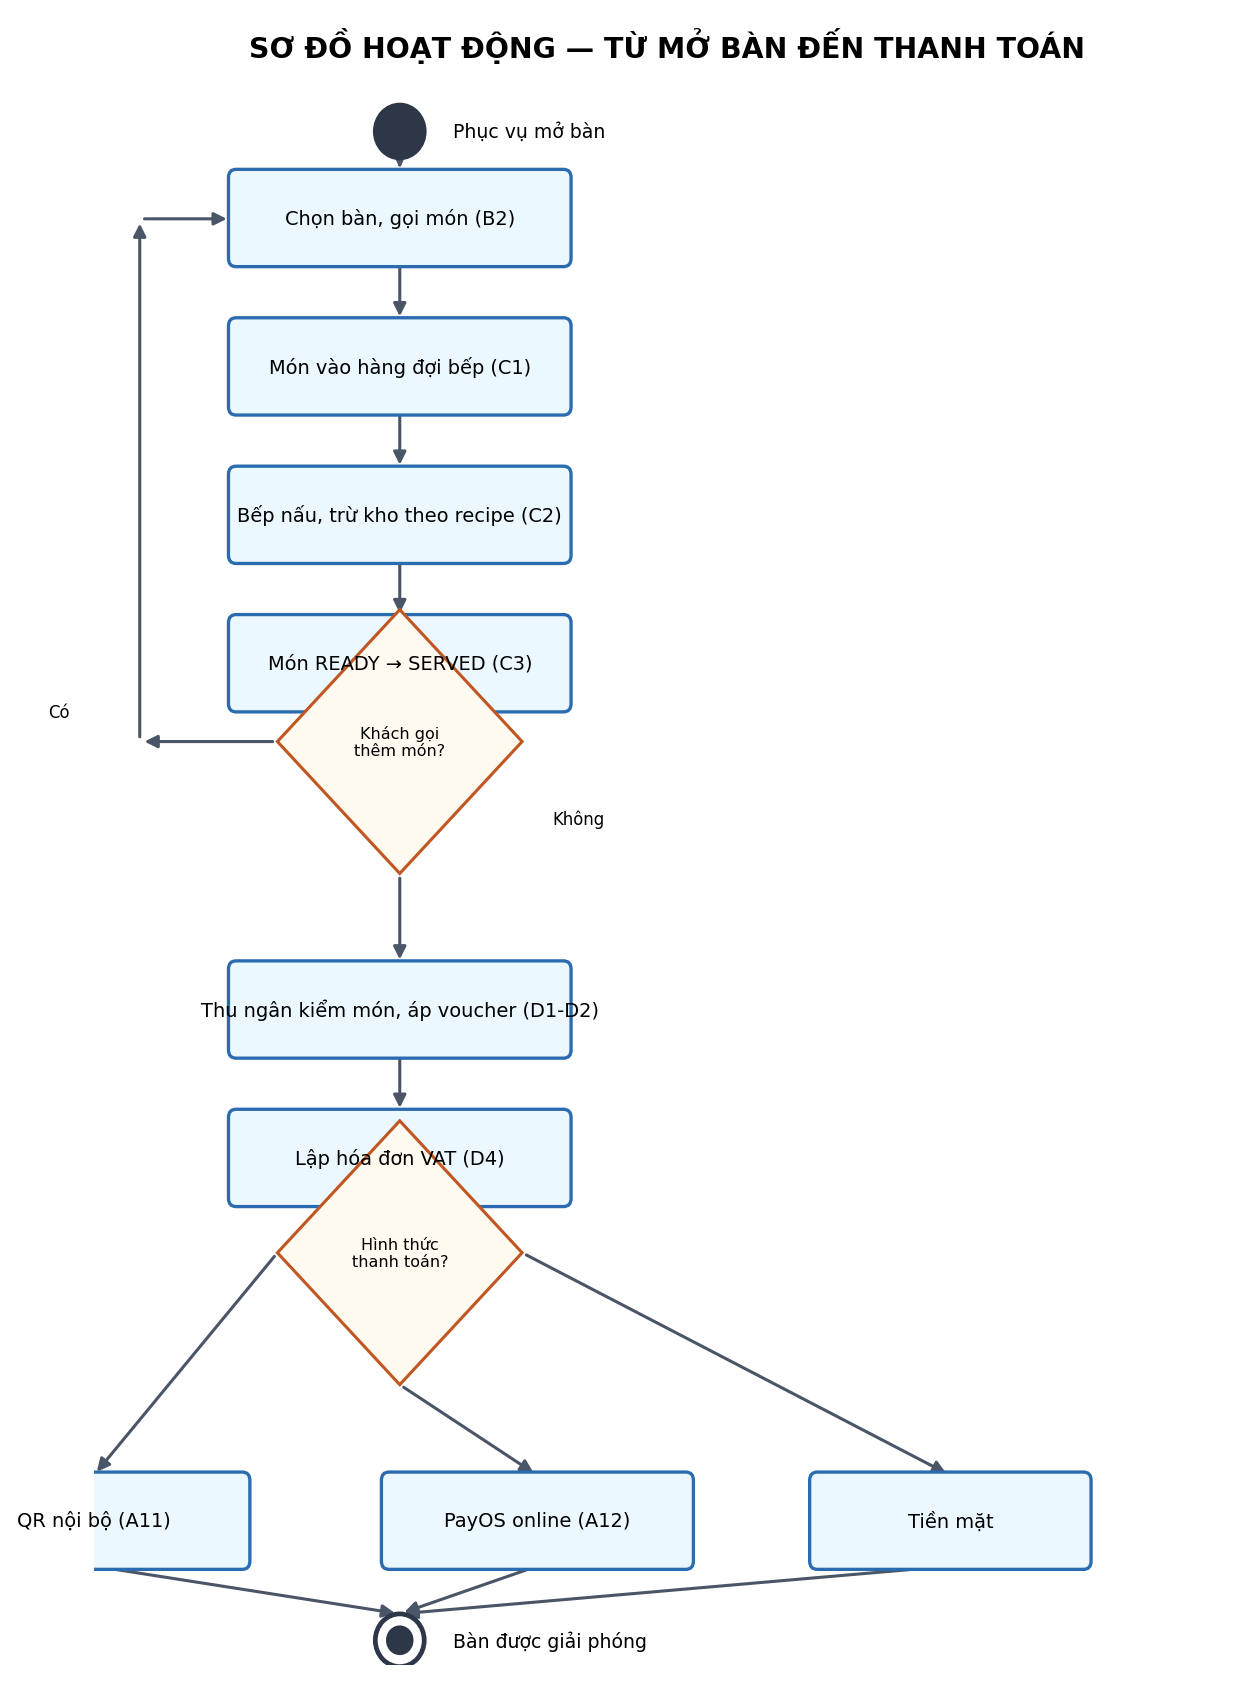 SƠ ĐỒ HOẠT ĐỘNG — TỪ MỞ BÀN ĐẾN THANH TOÁN
Phục vụ mở bàn
Chọn bàn, gọi món (B2)
Món vào hàng đợi bếp (C1)
Bếp nấu, trừ kho theo recipe (C2)
Món READY → SERVED (C3)
Có
Khách gọi
thêm món?
Không
Thu ngân kiểm món, áp voucher (D1-D2)
Lập hóa đơn VAT (D4)
Hình thức
thanh toán?
QR nội bộ (A11)
PayOS online (A12)
Tiền mặt
Bàn được giải phóng